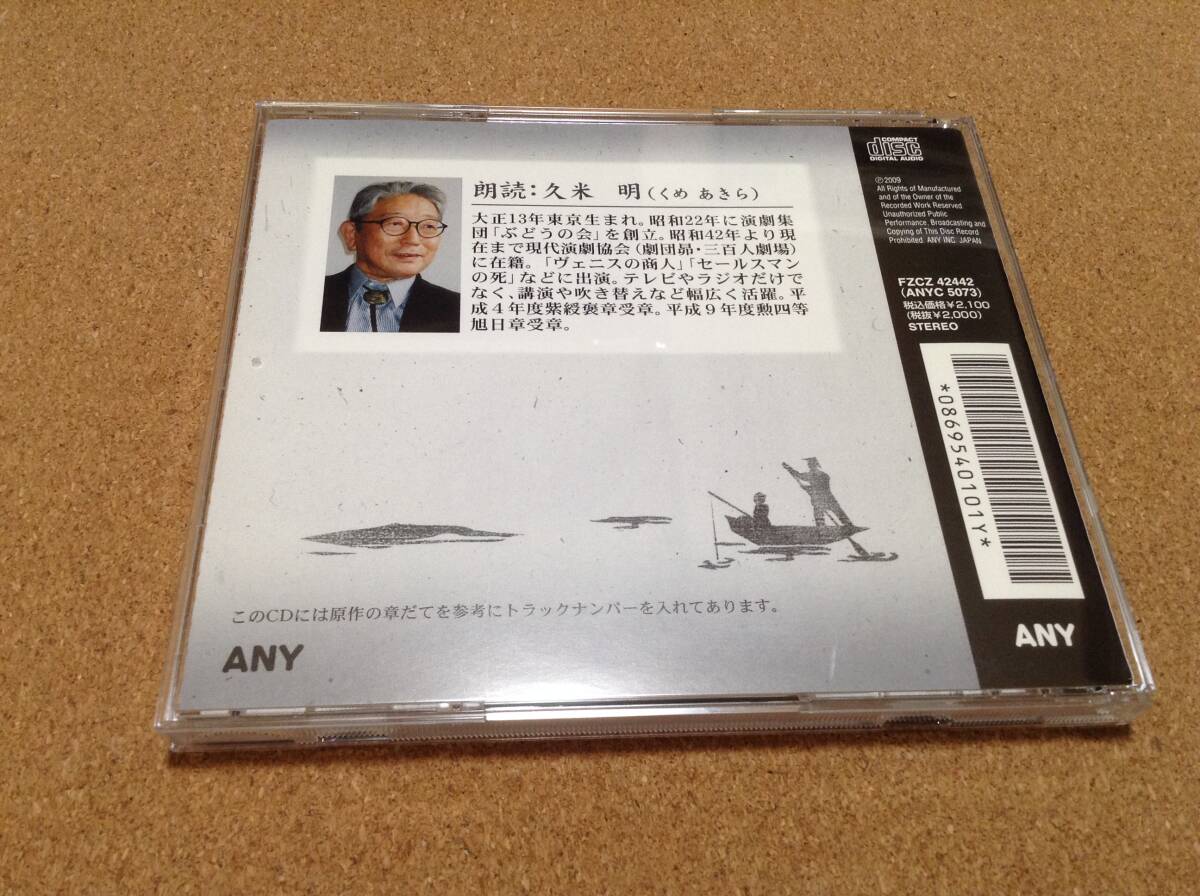 朗読：久米　明（くめ あきら）
大正13年東京生まれ。昭和22年に演劇集
団「ぶどうの会」を創立。昭和42年より現
在まで現代演劇協会（劇団昴・三百人劇場）
に在籍。「ヴェニスの商人」「セールスマン
の死」などに出演。テレビやラジオだけで
なく、講演や吹き替えなど幅広く活躍。平
成４年度紫綬褒章受章。平成９年度勲四等
旭日章受章。
このCDには原作の章だてを参考にトラックナンバーを入れてあります。
ANY
COMPACT
disc
DIGITAL AUDIO
Ⓟ2009
All Rights of Manufactured
and of the Owner of the
Recorded Work Reserved.
Unauthorized Public
Performance, Broadcasting and
Copying of This Disc Record
Prohibited. ANY INC. JAPAN
FZCZ 42442
(ANYC 5073)
税込価格￥2,100
(税抜￥2,000)
STEREO
*0869540101Y*
ANY